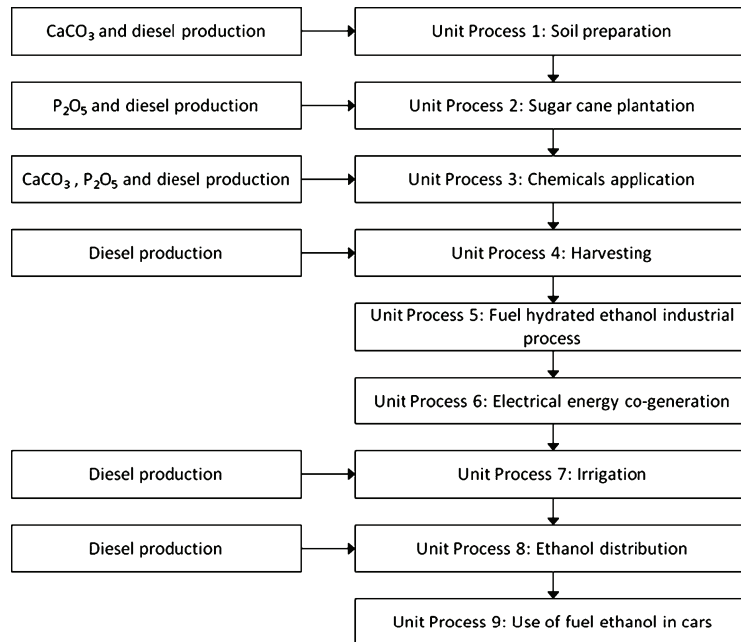 CaCO₃ and diesel production
Unit Process 1: Soil preparation
P₂O₅ and diesel production
Unit Process 2: Sugar cane plantation
CaCO₃ , P₂O₅ and diesel production
Unit Process 3: Chemicals application
Diesel production
Unit Process 4: Harvesting
Unit Process 5: Fuel hydrated ethanol industrial
process
Unit Process 6: Electrical energy co-generation
Diesel production
Unit Process 7: Irrigation
Diesel production
Unit Process 8: Ethanol distribution
Unit Process 9: Use of fuel ethanol in cars